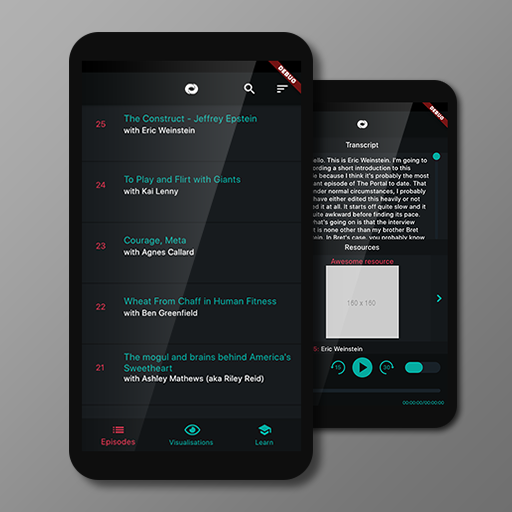 DEBUG
25
The Construct - Jeffrey Epstein
with Eric Weinstein
24
To Play and Flirt with Giants
with Kai Lenny
23
Courage, Meta
with Agnes Callard
22
Wheat From Chaff in Human Fitness
with Ben Greenfield
21
The mogul and brains behind America's
Sweetheart
with Ashley Mathews (aka Riley Reid)
Episodes
Visualisations
Learn
DEBUG
Transcript
ello. This is Eric Weinstein. I'm going to
ording a short introduction to this
e because I think it's probably the most
ant episode of The Portal to date. That
nder normal circumstances, I probably
have either edited this heavily or not
ed it at all. It starts off quite slow and it
uite awkward before finding its pace.
hat's going on is that the interview
t is none other than my brother Bret
tein. In Bret's case, you probably know
Resources
Awesome resource
160 x 160
Eric Weinstein
15
30
00:00:00/00:00:00